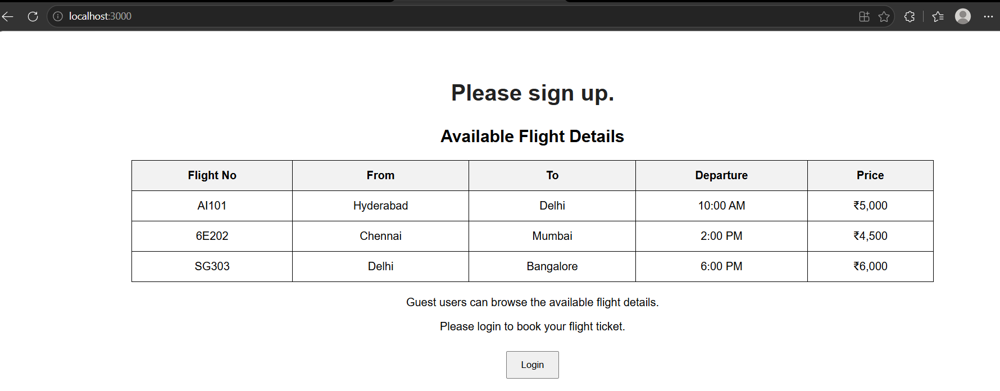 localhost:3000
Please sign up.
Available Flight Details
Flight No From To Departure Price
AI101 Hyderabad Delhi 10:00 AM ₹5,000
6E202 Chennai Mumbai 2:00 PM ₹4,500
SG303 Delhi Bangalore 6:00 PM ₹6,000
Guest users can browse the available flight details.
Please login to book your flight ticket.
Login